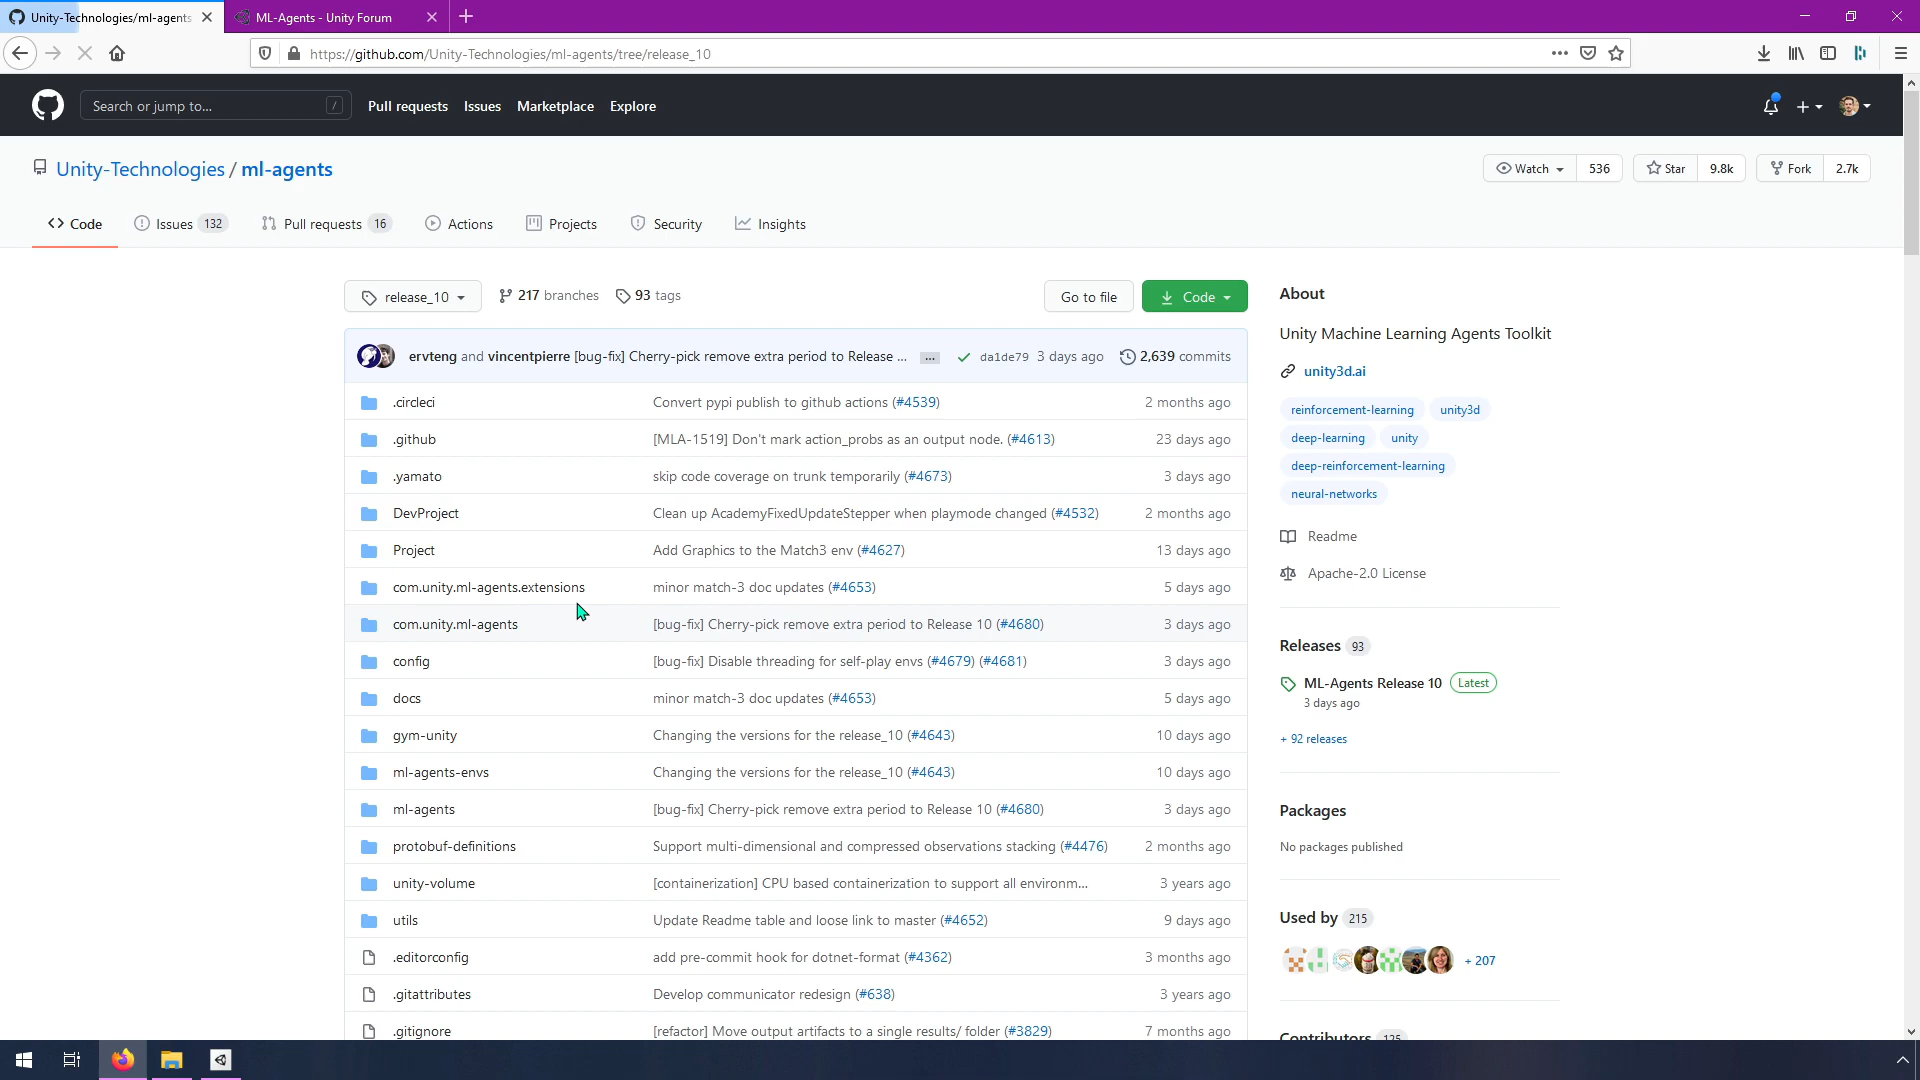 Unity-Technologies/ml-agents
ML-Agents - Unity Forum
https://github.com/Unity-Technologies/ml-agents/tree/release_10
Search or jump to... /
Pull requests Issues Marketplace Explore
Unity-Technologies / ml-agents
Watch 536 Star 9.8k Fork 2.7k
Code Issues 132 Pull requests 16 Actions Projects Security Insights
release_10 217 branches 93 tags Go to file Code
ervteng and vincentpierre [bug-fix] Cherry-pick remove extra period to Release ... ... da1de79 3 days ago 2,639 commits
.circleci Convert pypi publish to github actions (#4539) 2 months ago
.github [MLA-1519] Don't mark action_probs as an output node. (#4613) 23 days ago
.yamato skip code coverage on trunk temporarily (#4673) 3 days ago
DevProject Clean up AcademyFixedUpdateStepper when playmode changed (#4532) 2 months ago
Project Add Graphics to the Match3 env (#4627) 13 days ago
com.unity.ml-agents.extensions minor match-3 doc updates (#4653) 5 days ago
com.unity.ml-agents [bug-fix] Cherry-pick remove extra period to Release 10 (#4680) 3 days ago
config [bug-fix] Disable threading for self-play envs (#4679) (#4681) 3 days ago
docs minor match-3 doc updates (#4653) 5 days ago
gym-unity Changing the versions for the release_10 (#4643) 10 days ago
ml-agents-envs Changing the versions for the release_10 (#4643) 10 days ago
ml-agents [bug-fix] Cherry-pick remove extra period to Release 10 (#4680) 3 days ago
protobuf-definitions Support multi-dimensional and compressed observations stacking (#4476) 2 months ago
unity-volume [containerization] CPU based containerization to support all environm... 3 years ago
utils Update Readme table and loose link to master (#4652) 9 days ago
.editorconfig add pre-commit hook for dotnet-format (#4362) 3 months ago
.gitattributes Develop communicator redesign (#638) 3 years ago
.gitignore [refactor] Move output artifacts to a single results/ folder (#3829) 7 months ago
About
Unity Machine Learning Agents Toolkit
unity3d.ai
reinforcement-learning unity3d
deep-learning unity
deep-reinforcement-learning
neural-networks
Readme
Apache-2.0 License
Releases 93
ML-Agents Release 10 Latest
3 days ago
+ 92 releases
Packages
No packages published
Used by 215
+ 207
Contributors 125